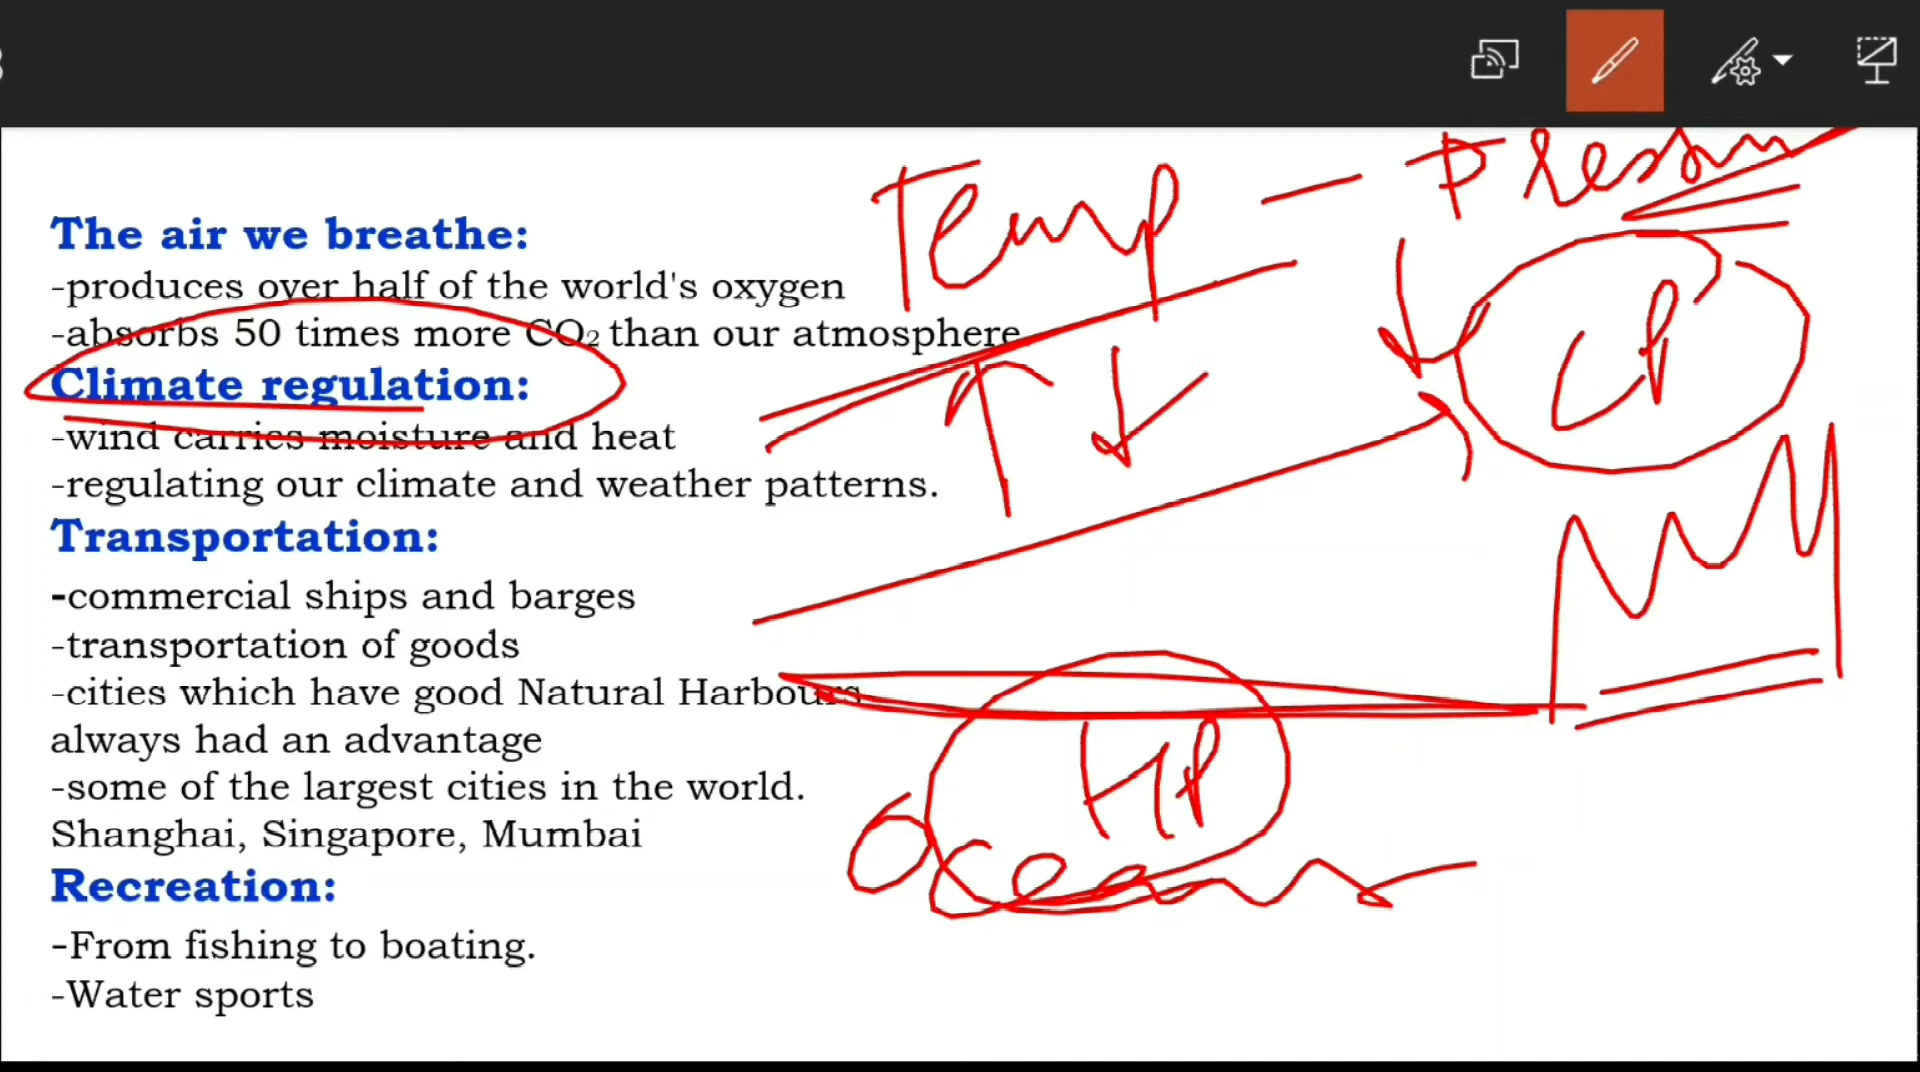 Temp - Pressure
The air we breathe:
-produces over half of the world's oxygen
-absorbs 50 times more CO₂ than our atmosphere
Climate regulation:
-wind carries moisture and heat
-regulating our climate and weather patterns.
Transportation:
-commercial ships and barges
-transportation of goods
-cities which have good Natural Harbours
always had an advantage
HP
-some of the largest cities in the world.
Shanghai, Singapore, Mumbai
Ocean
Recreation:
-From fishing to boating.
-Water sports